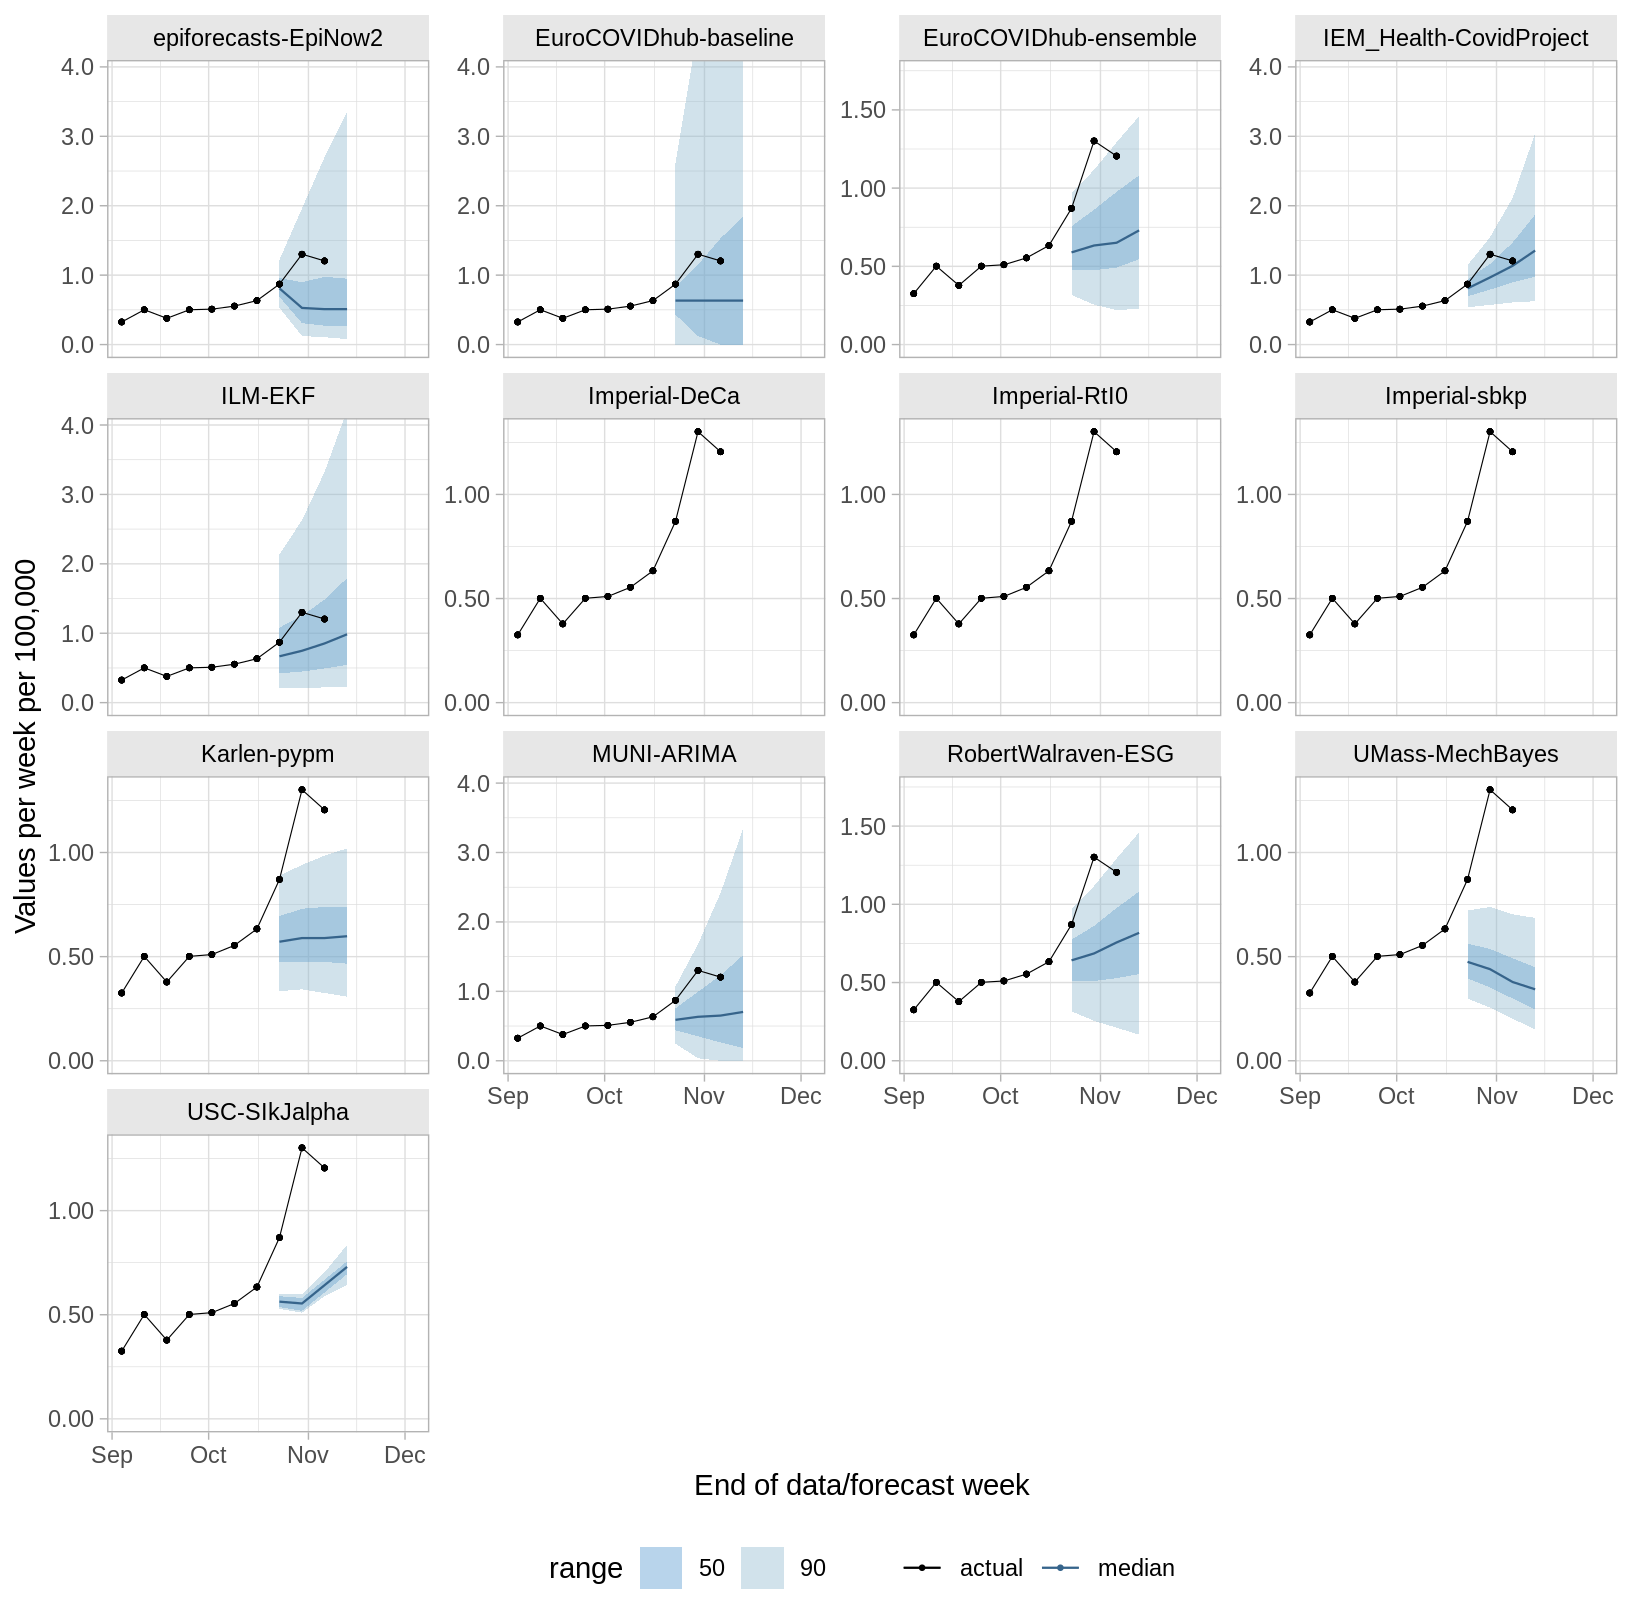 epiforecasts-EpiNow2
EuroCOVIDhub-baseline
EuroCOVIDhub-ensemble
IEM_Health-CovidProject
4.0
3.0
2.0
1.0
0.0
4.0
3.0
2.0
1.0
0.0
1.50
1.00
0.50
0.00
4.0
3.0
2.0
1.0
0.0
ILM-EKF
Imperial-DeCa
Imperial-RtI0
Imperial-sbkp
4.0
3.0
2.0
1.0
0.0
1.00
0.50
0.00
1.00
0.50
0.00
1.00
0.50
0.00
Values per week per 100,000
Karlen-pypm
MUNI-ARIMA
RobertWalraven-ESG
UMass-MechBayes
1.00
0.50
0.00
4.0
3.0
2.0
1.0
0.0
1.50
1.00
0.50
0.00
1.00
0.50
0.00
Sep Oct Nov Dec
Sep Oct Nov Dec
Sep Oct Nov Dec
USC-SIkJalpha
1.00
0.50
0.00
Sep Oct Nov Dec
End of data/forecast week
range 50 90 actual median